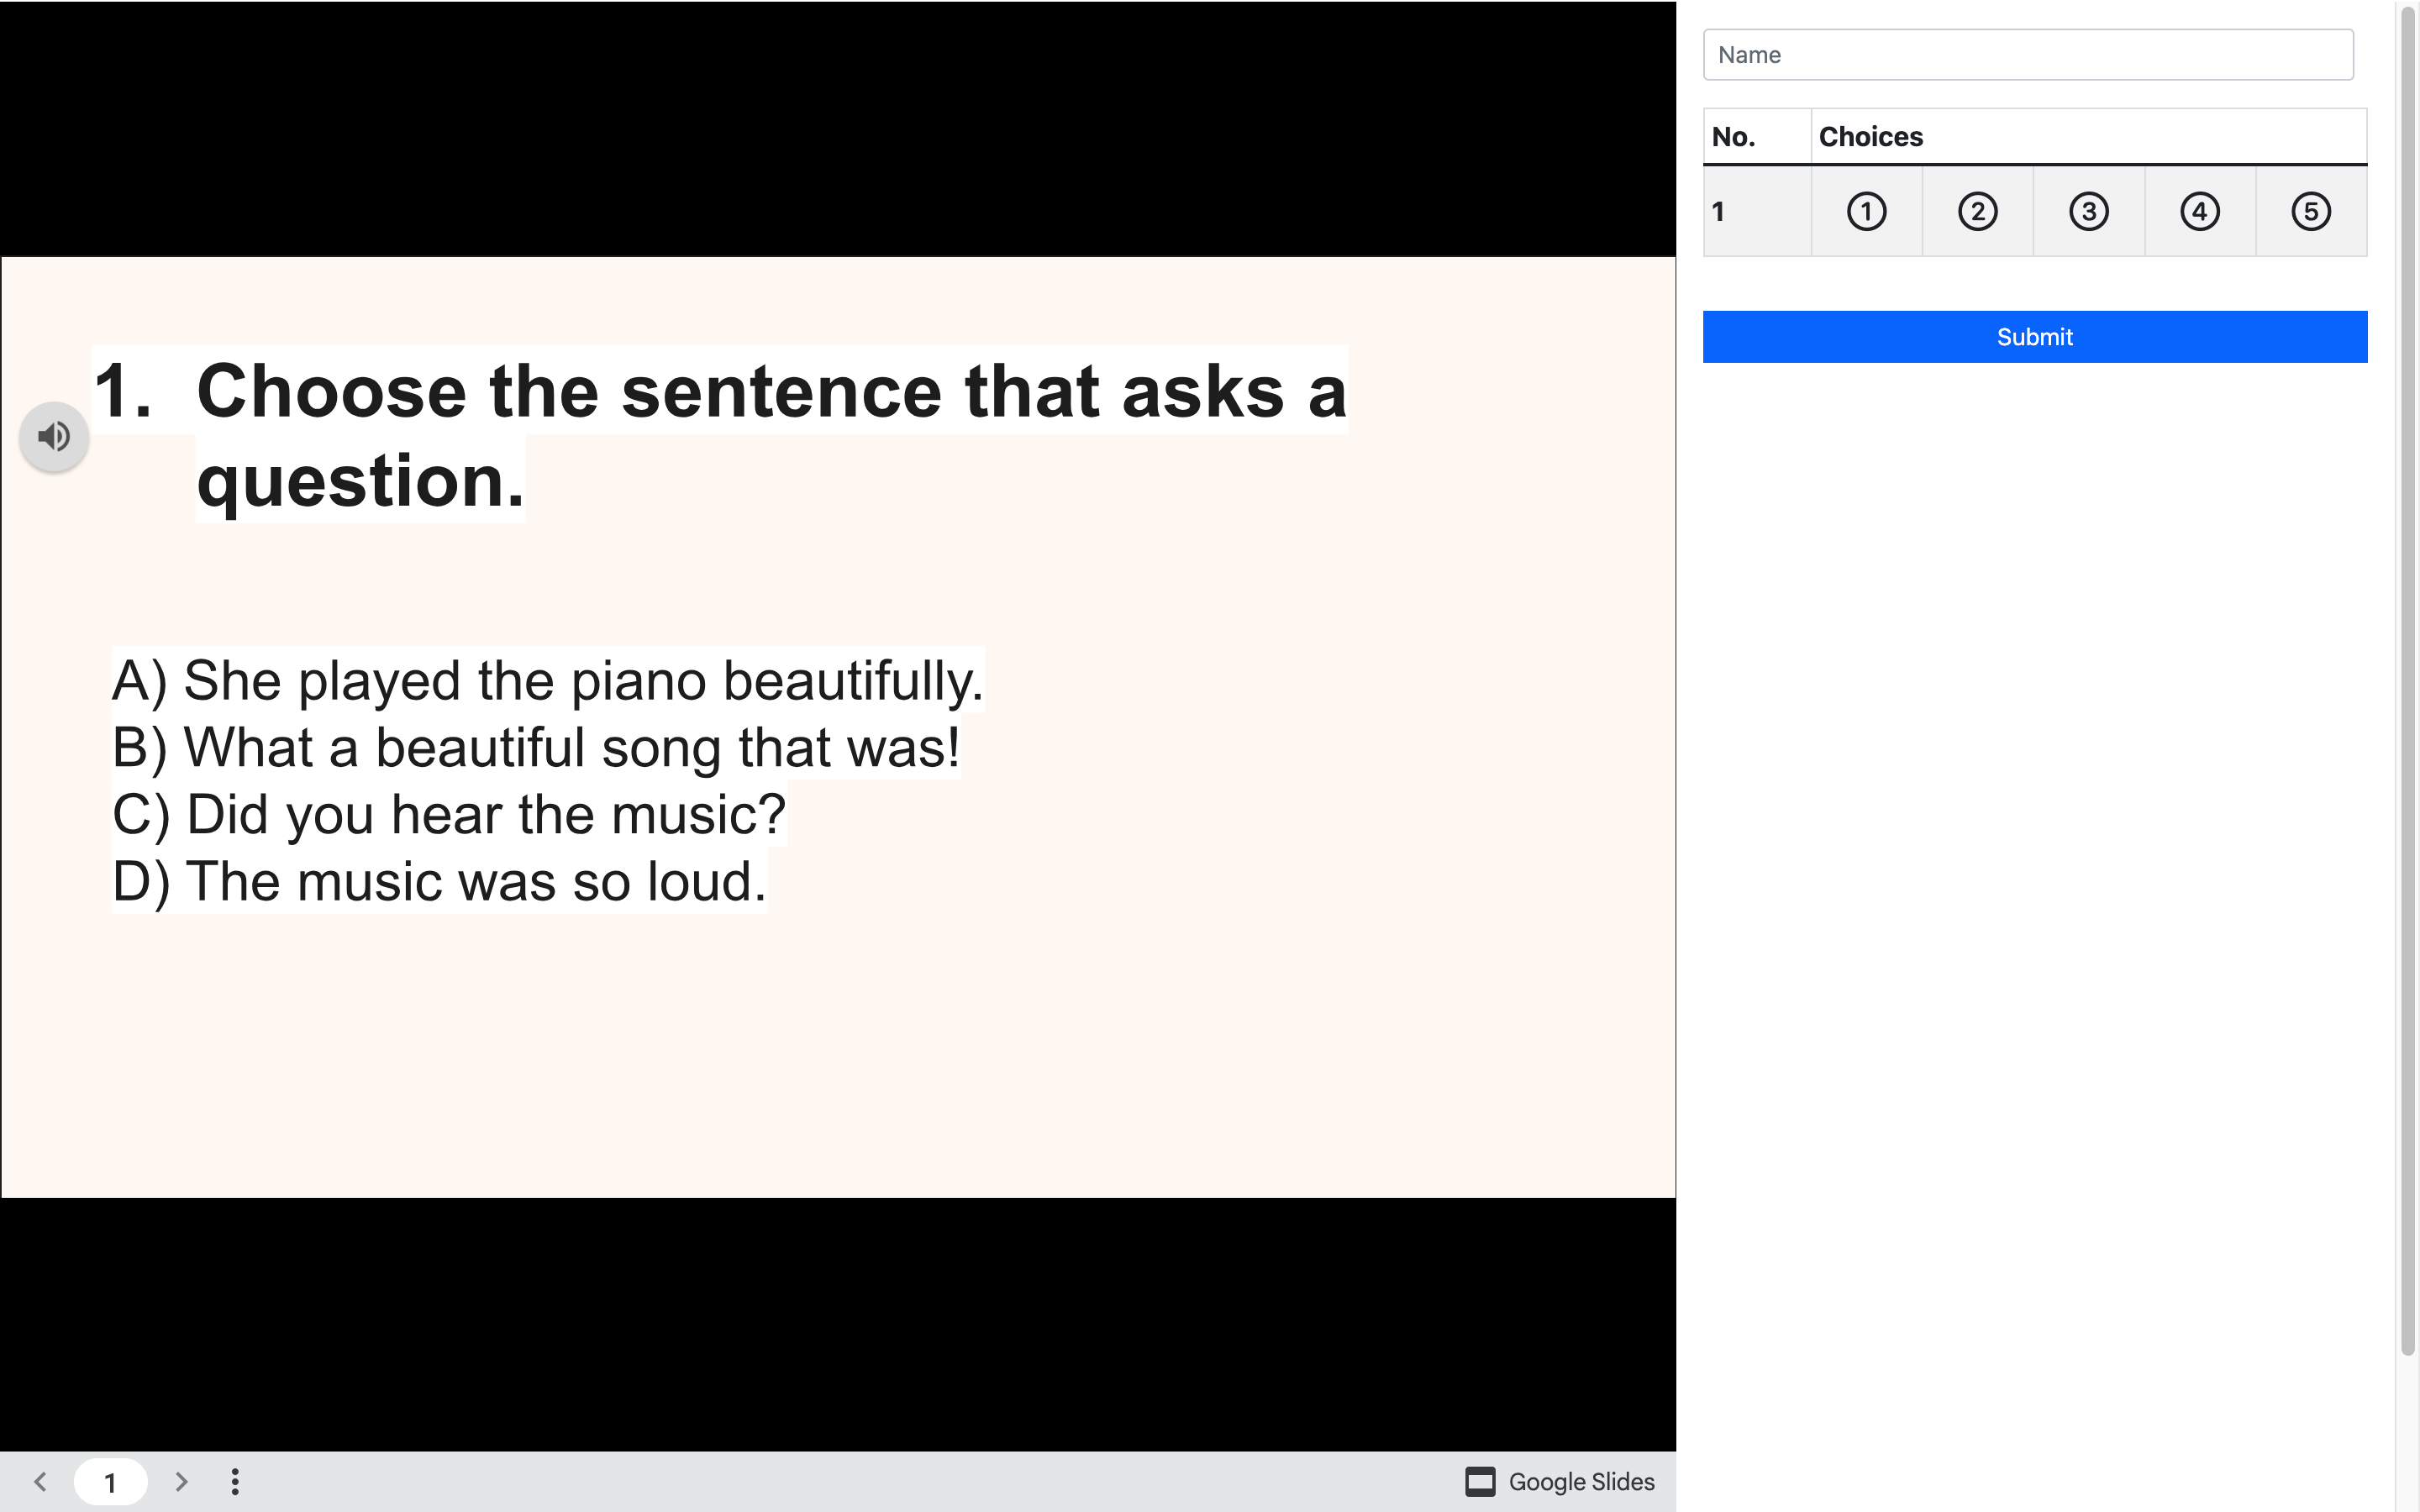 1. Choose the sentence that asks a
question.
A) She played the piano beautifully.
B) What a beautiful song that was!
C) Did you hear the music?
D) The music was so loud.
1
Google Slides
Name
No. Choices
1 ① ② ③ ④ ⑤
Submit